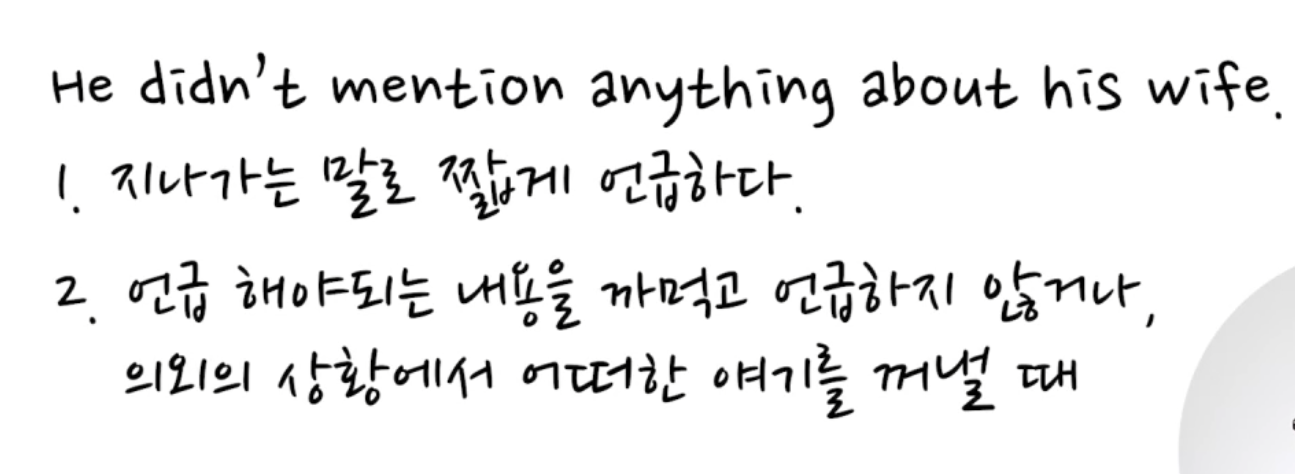 He didn't mention anything about his wife.
1. 지나가는 말로 짧게 언급하다.
2. 언급 해야되는 내용을 까먹고 언급하지 않거나,
의외의 상황에서 어떠한 얘기를 꺼낼 때